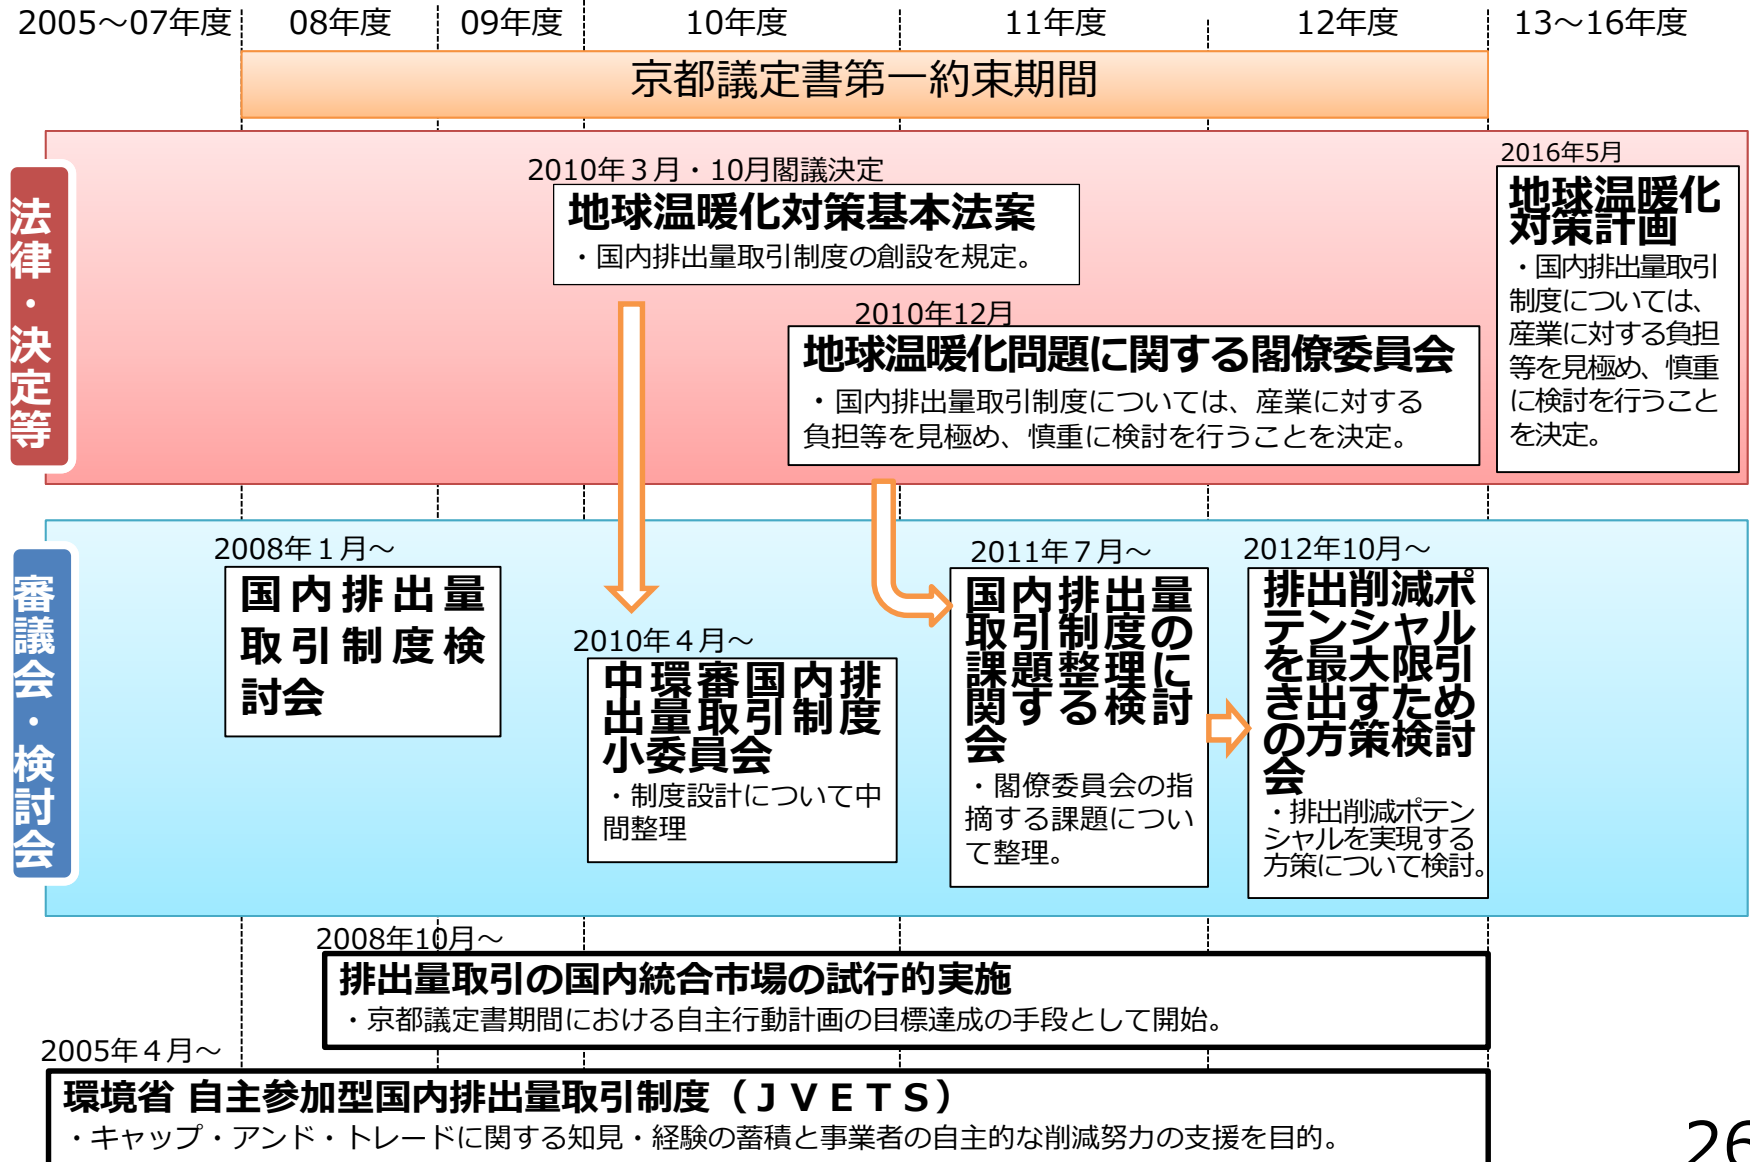 2005～07年度 08年度 09年度 10年度 11年度 12年度 13～16年度
京都議定書第一約束期間
法律・決定等
2010年３月・10月閣議決定
地球温暖化対策基本法案
・国内排出量取引制度の創設を規定。
2010年12月
地球温暖化問題に関する閣僚委員会
・国内排出量取引制度については、産業に対する
負担等を見極め、慎重に検討を行うことを決定。
2016年5月
地球温暖化
対策計画
・国内排出量取引
制度については、
産業に対する負担
等を見極め、慎重
に検討を行うこと
を決定。
審議会・検討会
2008年１月～
国内排出量
取引制度検
討会
2010年４月～
中環審国内排
出量取引制度
小委員会
・制度設計について中
間整理
2011年７月～
国内排出量
取引制度の
課題整理に
関する検討
会
・閣僚委員会の指
摘する課題につい
て整理。
2012年10月～
排出削減ポ
テンシャル
を最大限引
き出すため
の方策検討
会
・排出削減ポテン
シャルを実現する
方策について検討。
2008年10月～
排出量取引の国内統合市場の試行的実施
・京都議定書期間における自主行動計画の目標達成の手段として開始。
2005年４月～
環境省 自主参加型国内排出量取引制度（ＪＶＥＴＳ）
・キャップ・アンド・トレードに関する知見・経験の蓄積と事業者の自主的な削減努力の支援を目的。
26